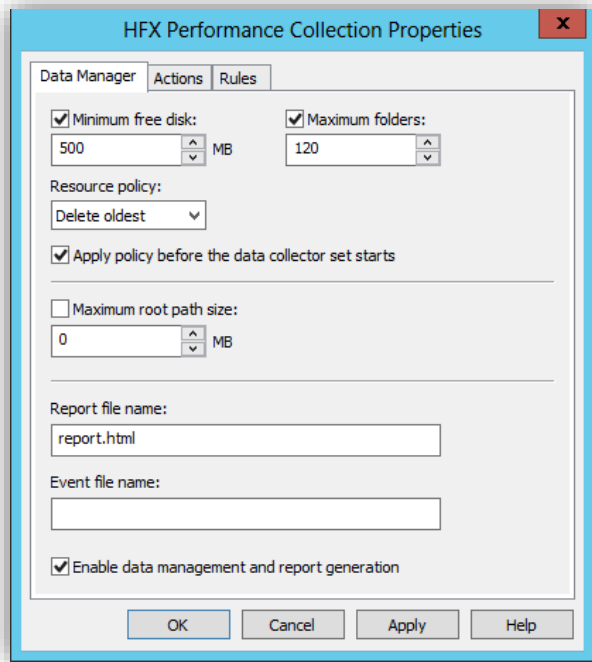 HFX Performance Collection Properties
x
Data Manager Actions Rules
Minimum free disk: Maximum folders:
500 MB 120
Resource policy:
Delete oldest
Apply policy before the data collector set starts
Maximum root path size:
0 MB
Report file name:
report.html
Event file name:
Enable data management and report generation
OK Cancel Apply Help